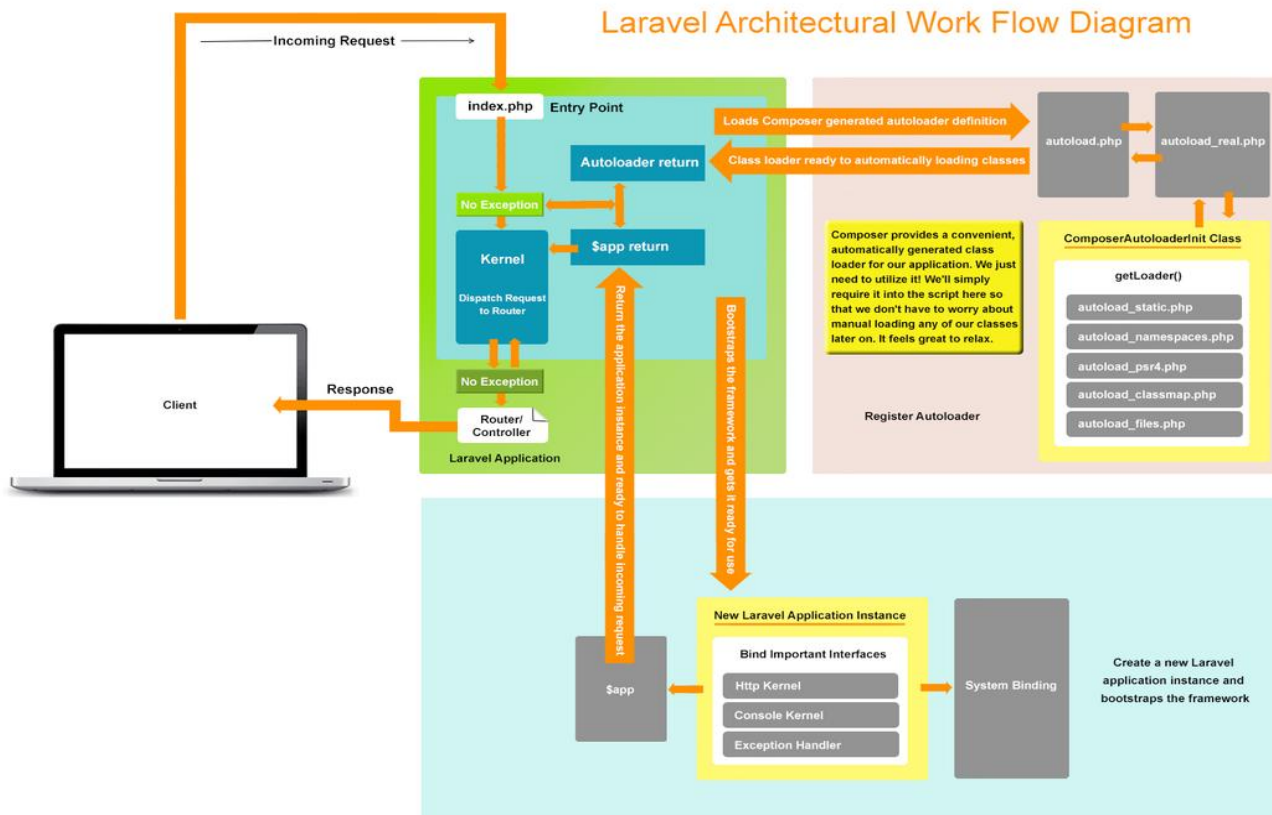 Laravel Architectural Work Flow Diagram
Incoming Request
index.php
Entry Point
Loads Composer generated autoloader definition
Autoloader return
Class loader ready to automatically loading classes
autoload.php
autoload_real.php
No Exception
$app return
Kernel
Dispatch Request
to Router
No Exception
Router/
Controller
Laravel Application
Response
Client
Composer provides a convenient,
automatically generated class
loader for our application. We just
need to utilize it! We'll simply
require it into the script here so
that we don't have to worry about
manual loading any of our classes
later on. It feels great to relax.
Register Autoloader
ComposerAutoloaderInit Class
getLoader()
autoload_static.php
autoload_namespaces.php
autoload_psr4.php
autoload_classmap.php
autoload_files.php
Return the application instance and ready to handle incoming request
Bootstraps the framework and gets it ready for use
New Laravel Application Instance
Bind Important Interfaces
Http Kernel
Console Kernel
Exception Handler
$app
System Binding
Create a new Laravel
application instance and
bootstraps the framework